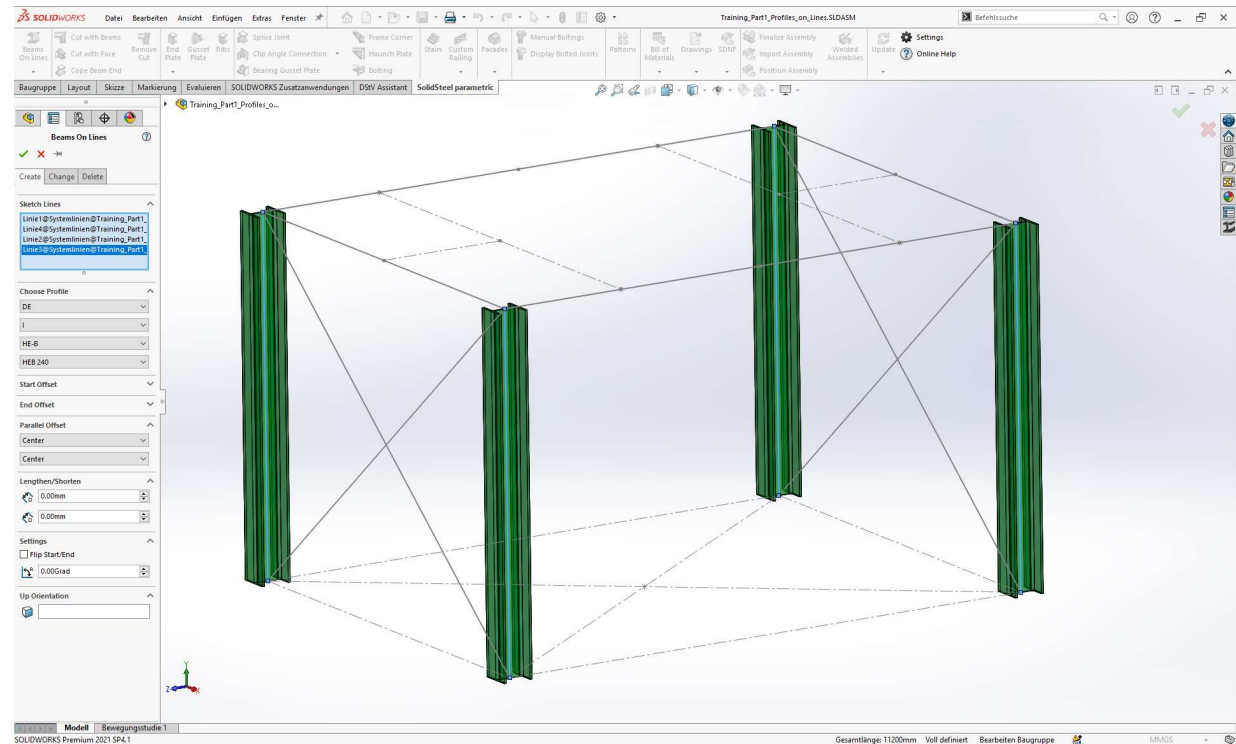 SOLIDWORKS Datei Bearbeiten Ansicht Einfügen Extras Fenster Training_Part1_Profiles_on_Lines.SLDASM Befehlssuche
Beams On Lines
Cut with Beams
Cut with Face
Cope Beam End
Remove Cut
End Plate
Gusset Plate
Ribs
Splice Joint
Clip Angle Connection
Bearing Gusset Plate
Frame Corner
Haunch Plate
Bolting
Stairs
Custom Railing
Facades
Manual Boltings
Display Bolted Joints
Patterns
Bill of Materials
Drawings
SDNF
Finalize Assembly
Import Assembly
Position Assembly
Welded Assemblies
Update
Settings
Online Help
Baugruppe Layout Skizze Markierung Evaluieren SOLIDWORKS Zusatzanwendungen DStV Assistant SolidSteel parametric
Training_Part1_Profiles_o...
Beams On Lines
Create Change Delete
Sketch Lines
Linie1@Systemlinien@Training_Part1_
Linie4@Systemlinien@Training_Part1_
Linie2@Systemlinien@Training_Part1_
Linie3@Systemlinien@Training_Part1_
Choose Profile
DE
I
HE-B
HEB 240
Start Offset
End Offset
Parallel Offset
Center
Center
Lengthen/Shorten
0.00mm
0.00mm
Settings
Flip Start/End
0.00Grad
Up Orientation
Y
Z X
Modell Bewegungsstudie 1
SOLIDWORKS Premium 2021 SP4.1 Gesamtlänge: 11200mm Voll definiert Bearbeiten Baugruppe MMGS